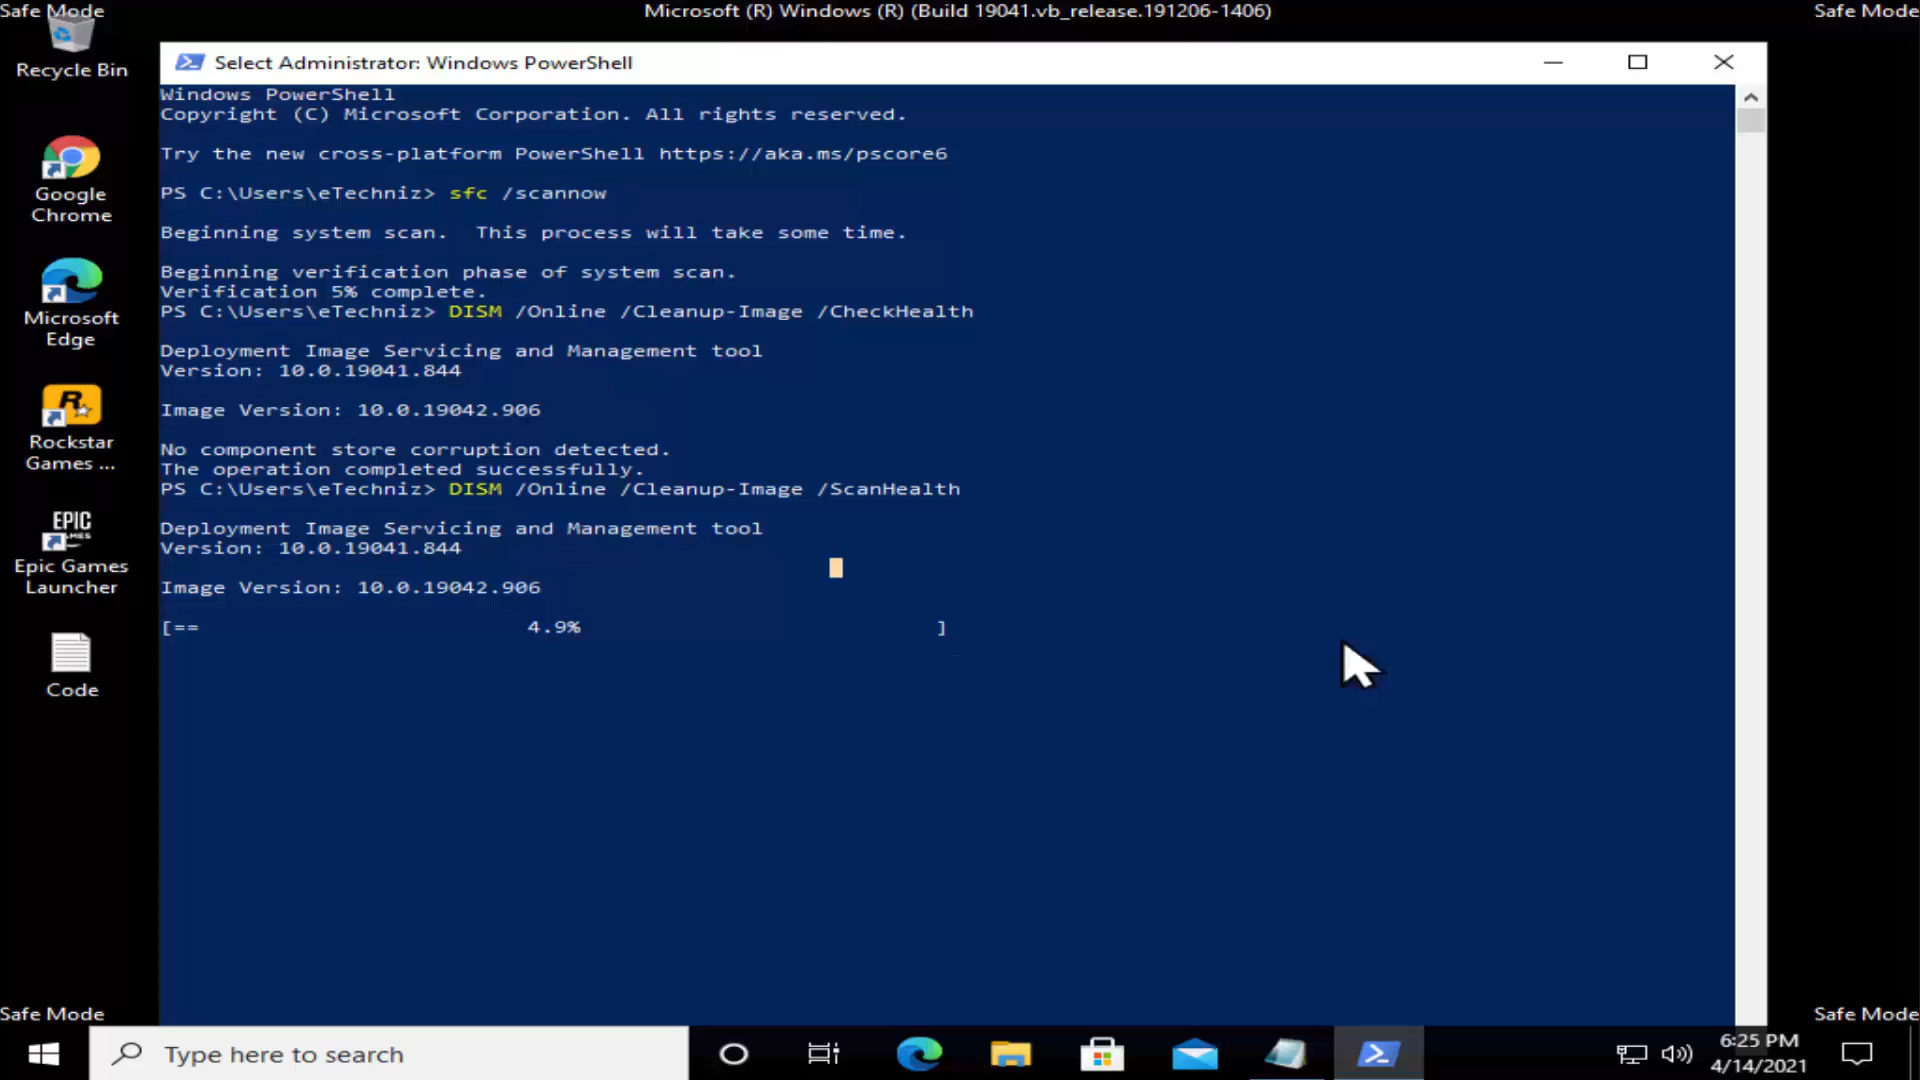 Safe Mode
Microsoft (R) Windows (R) (Build 19041.vb_release.191206-1406)
Safe Mode
Recycle Bin
Google
Chrome
Microsoft
Edge
Rockstar
Games ...
EPIC
Epic Games
Launcher
Code
Select Administrator: Windows PowerShell
Windows PowerShell
Copyright (C) Microsoft Corporation. All rights reserved.
Try the new cross-platform PowerShell https://aka.ms/pscore6
PS C:\Users\eTechniz> sfc /scannow
Beginning system scan.  This process will take some time.
Beginning verification phase of system scan.
Verification 5% complete.
PS C:\Users\eTechniz> DISM /Online /Cleanup-Image /CheckHealth
Deployment Image Servicing and Management tool
Version: 10.0.19041.844
Image Version: 10.0.19042.906
No component store corruption detected.
The operation completed successfully.
PS C:\Users\eTechniz> DISM /Online /Cleanup-Image /ScanHealth
Deployment Image Servicing and Management tool
Version: 10.0.19041.844
Image Version: 10.0.19042.906
[==                         4.9%                           ]
Safe Mode
Safe Mode
Type here to search
6:25 PM
4/14/2021